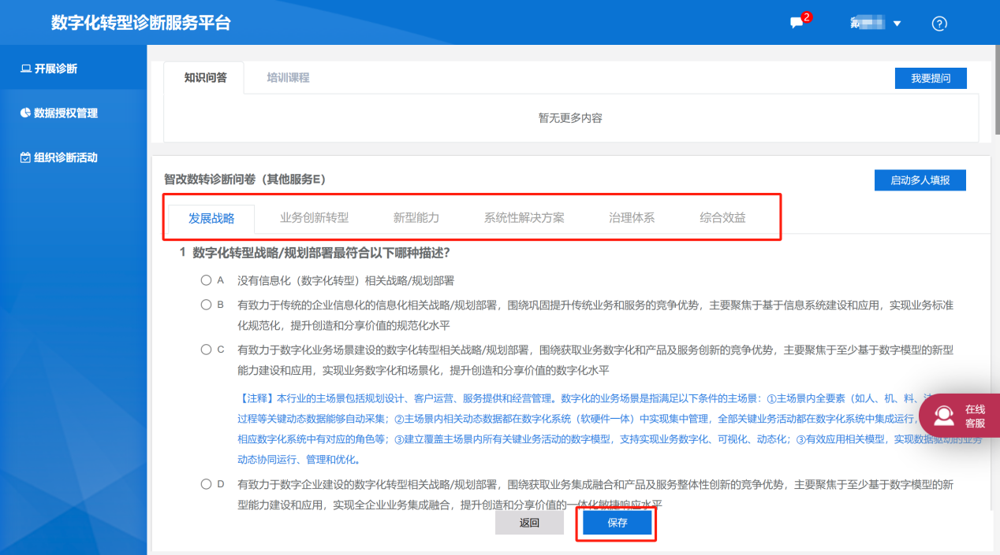 数字化转型诊断服务平台
2
?
开展诊断
数据授权管理
组织诊断活动
知识问答
培训课程
我要提问
暂无更多内容
智改数转诊断问卷（其他服务E）
启动多人填报
发展战略
业务创新转型
新型能力
系统性解决方案
治理体系
综合效益
1 数字化转型战略/规划部署最符合以下哪种描述？
A 没有信息化（数字化转型）相关战略/规划部署
B 有致力于传统的企业信息化的信息化相关战略/规划部署，围绕巩固提升传统业务和服务的竞争优势，主要聚焦于基于信息系统建设和应用，实现业务标准
化规范化，提升创造和分享价值的规范化水平
C 有致力于数字化业务场景建设的数字化转型相关战略/规划部署，围绕获取业务数字化和产品及服务创新的竞争优势，主要聚焦于至少基于数字模型的新型
能力建设和应用，实现业务数字化和场景化，提升创造和分享价值的数字化水平
【注释】本行业的主场景包括规划设计、客户运营、服务提供和经营管理。数字化的业务场景是指满足以下条件的主场景：①主场景内全要素（如人、机、料、
过程等关键动态数据能够自动采集；②主场景内相关动态数据都在数字化系统（软硬件一体）中实现集中管理，全部关键业务活动都在数字化系统中集成运行，
相应数字化系统中有对应的角色等；③建立覆盖主场景内所有关键业务活动的数字模型，支持实现业务数字化、可视化、动态化；③有效应用相关模型，实现数据驱动的业务
动态协同运行、管理和优化。
D 有致力于数字企业建设的数字化转型相关战略/规划部署，围绕获取业务集成融合和产品及服务整体性创新的竞争优势，主要聚焦于至少基于数字模型的新
型能力建设和应用，实现全企业业务集成融合，提升创造和分享价值的一体化敏捷响应水平
返回
保存
在线
客服